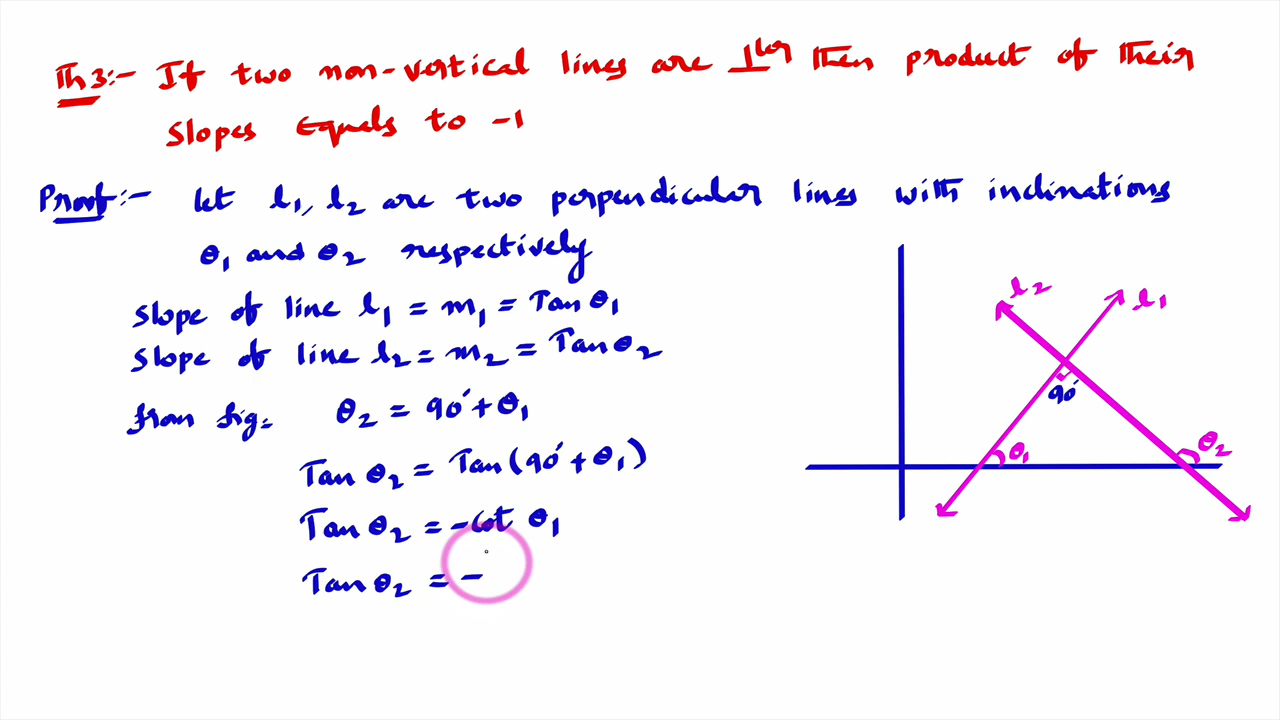 Th 3:- If two non-vertical lines are ⊥lar then product of their
Slopes Equals to -1
Proof:- Let l₁, l₂ are two perpendicular lines with inclinations
θ₁ and θ₂ respectively
Slope of line l₁ = m₁ = Tan θ₁
Slope of line l₂ = m₂ = Tan θ₂
from fig: θ₂ = 90° + θ₁
Tan θ₂ = Tan (90° + θ₁)
Tan θ₂ = -cot θ₁
Tan θ₂ = -
l₂
l₁
90°
θ₁
θ₂